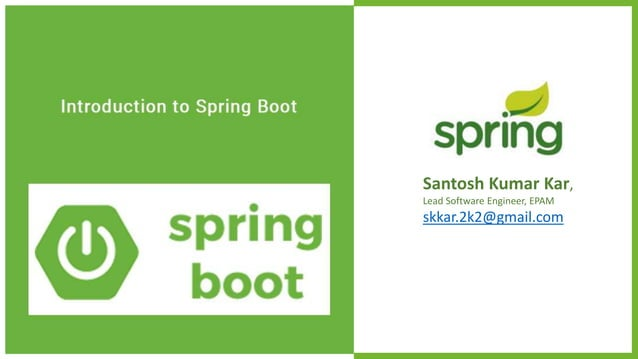 Introduction to Spring Boot
spring
boot
spring
Santosh Kumar Kar,
Lead Software Engineer, EPAM
skkar.2k2@gmail.com